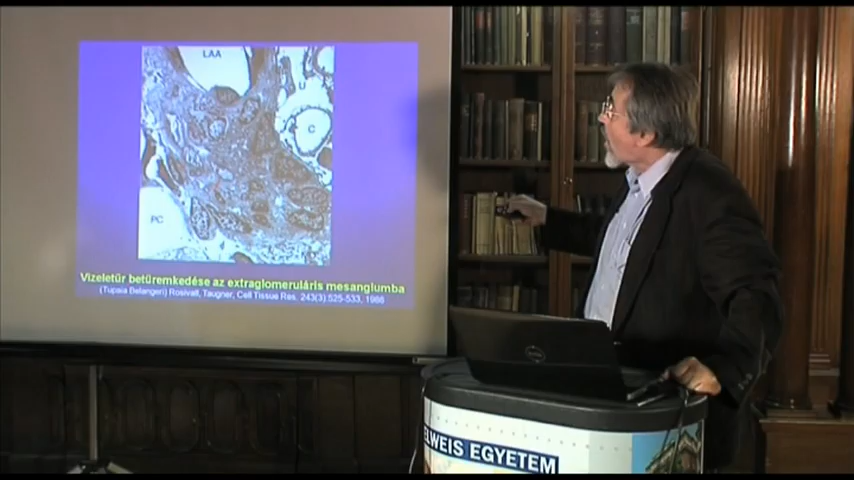 LAA
U
C
PC
Vizeletűr betüremkedése az extraglomeruláris mesangiumba
(Tupaia Belangeri) Rosivall, Taugner, Cell Tissue Res. 243(3):525-533, 1986
ELWEIS EGYETEM